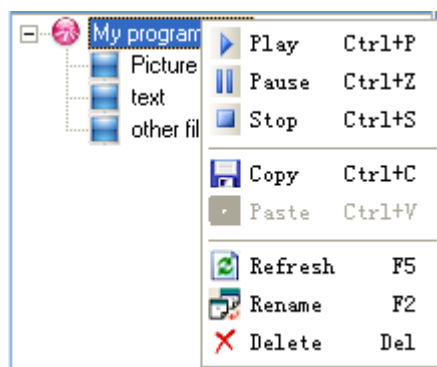 My program
Picture
text
other fil
Play Ctrl+P
Pause Ctrl+Z
Stop Ctrl+S
Copy Ctrl+C
Paste Ctrl+V
Refresh F5
Rename F2
Delete Del